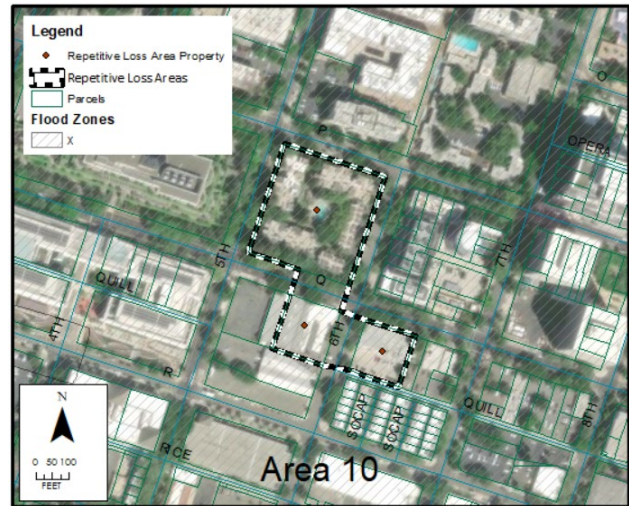 Legend
Repetitive Loss Area Property
Repetitive Loss Areas
Parcels
Flood Zones
X
P
O
OPERA
5TH
7TH
Q
QUILL
4TH
6TH
R
8TH
QUILL
SOCAP
SOCAP
RICE
N
0 50 100
FEET
Area 10